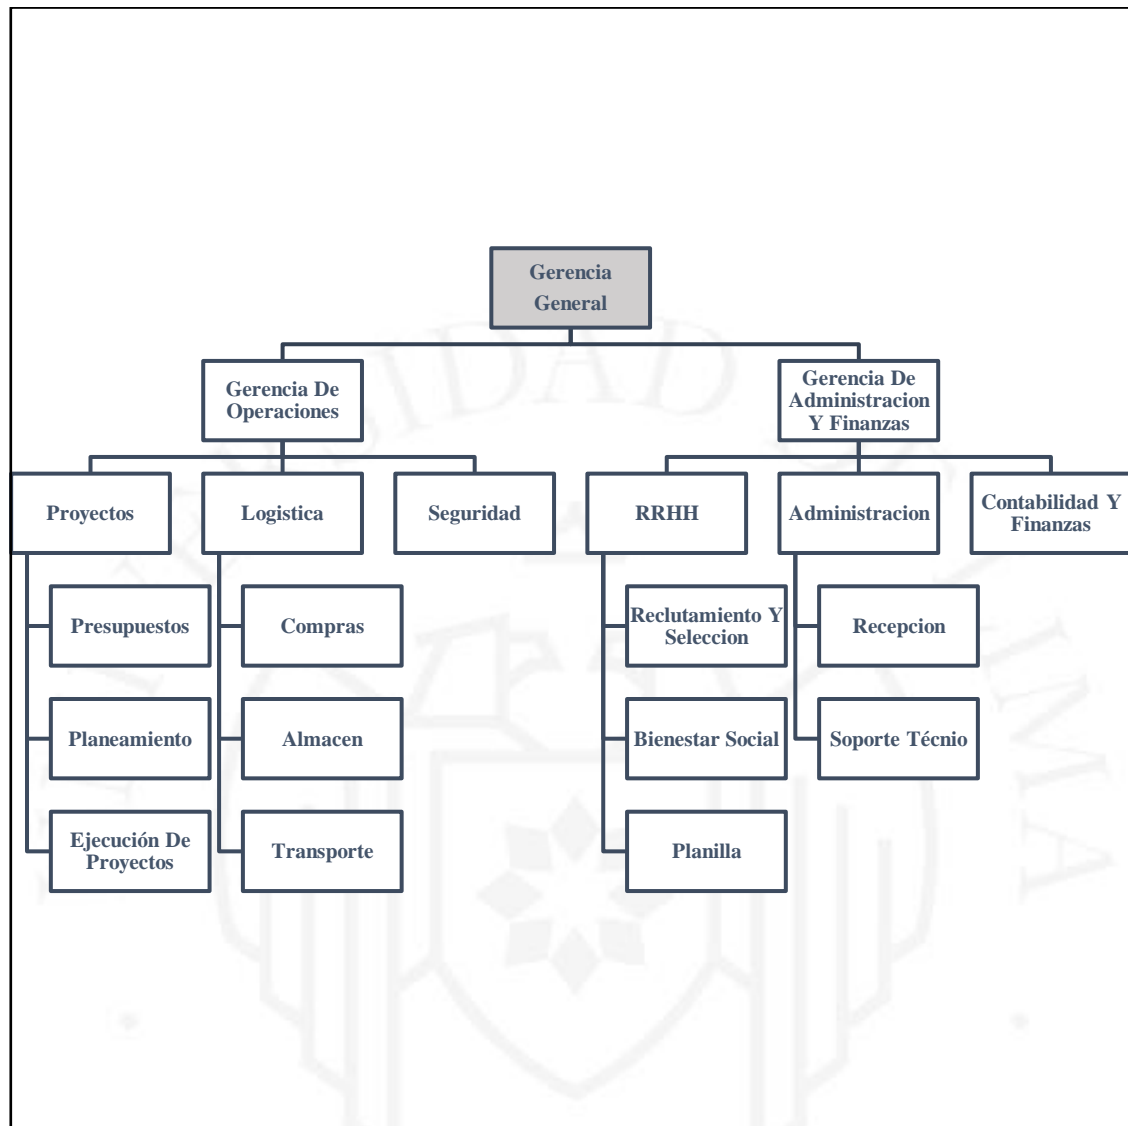 Gerencia
General
Gerencia De
Operaciones
Gerencia De
Administracion
Y Finanzas
Proyectos
Logistica
Seguridad
RRHH
Administracion
Contabilidad Y
Finanzas
Presupuestos
Compras
Reclutamiento Y
Seleccion
Recepcion
Planeamiento
Almacen
Bienestar Social
Soporte Técnio
Ejecución De
Proyectos
Transporte
Planilla